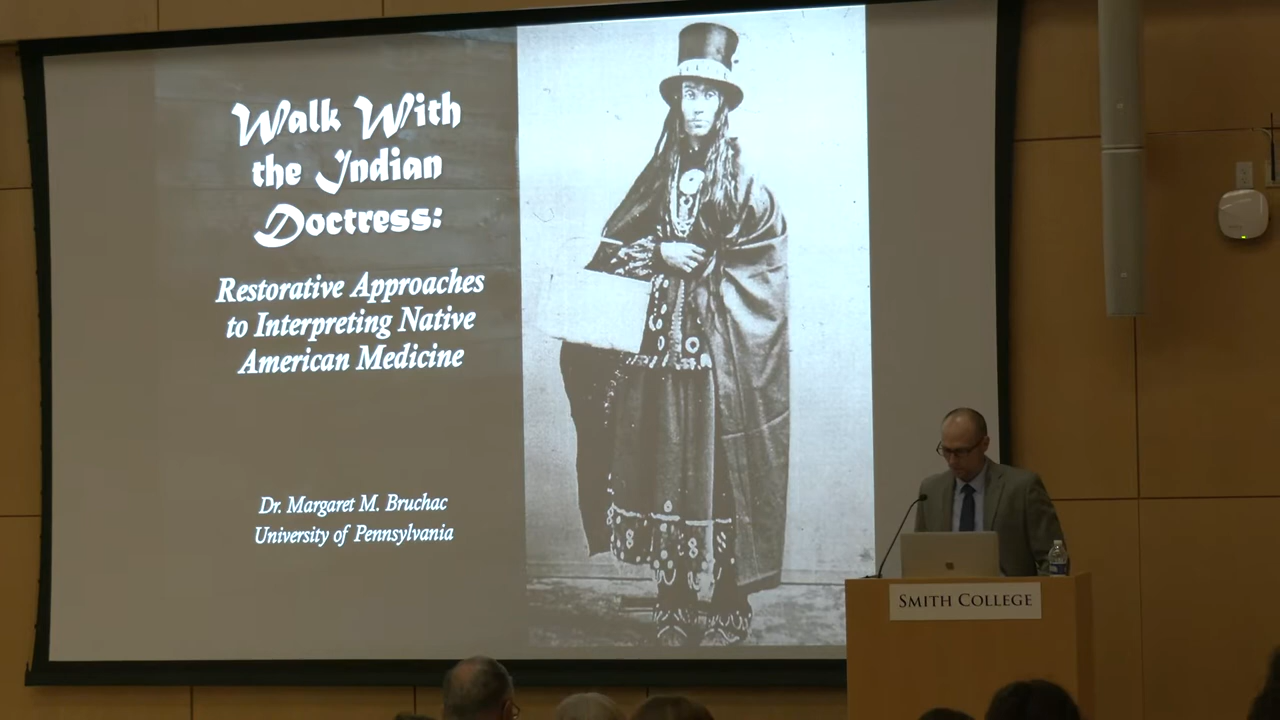 Walk With
the Indian
Doctress:
Restorative Approaches
to Interpreting Native
American Medicine
Dr. Margaret M. Bruchac
University of Pennsylvania
SMITH COLLEGE